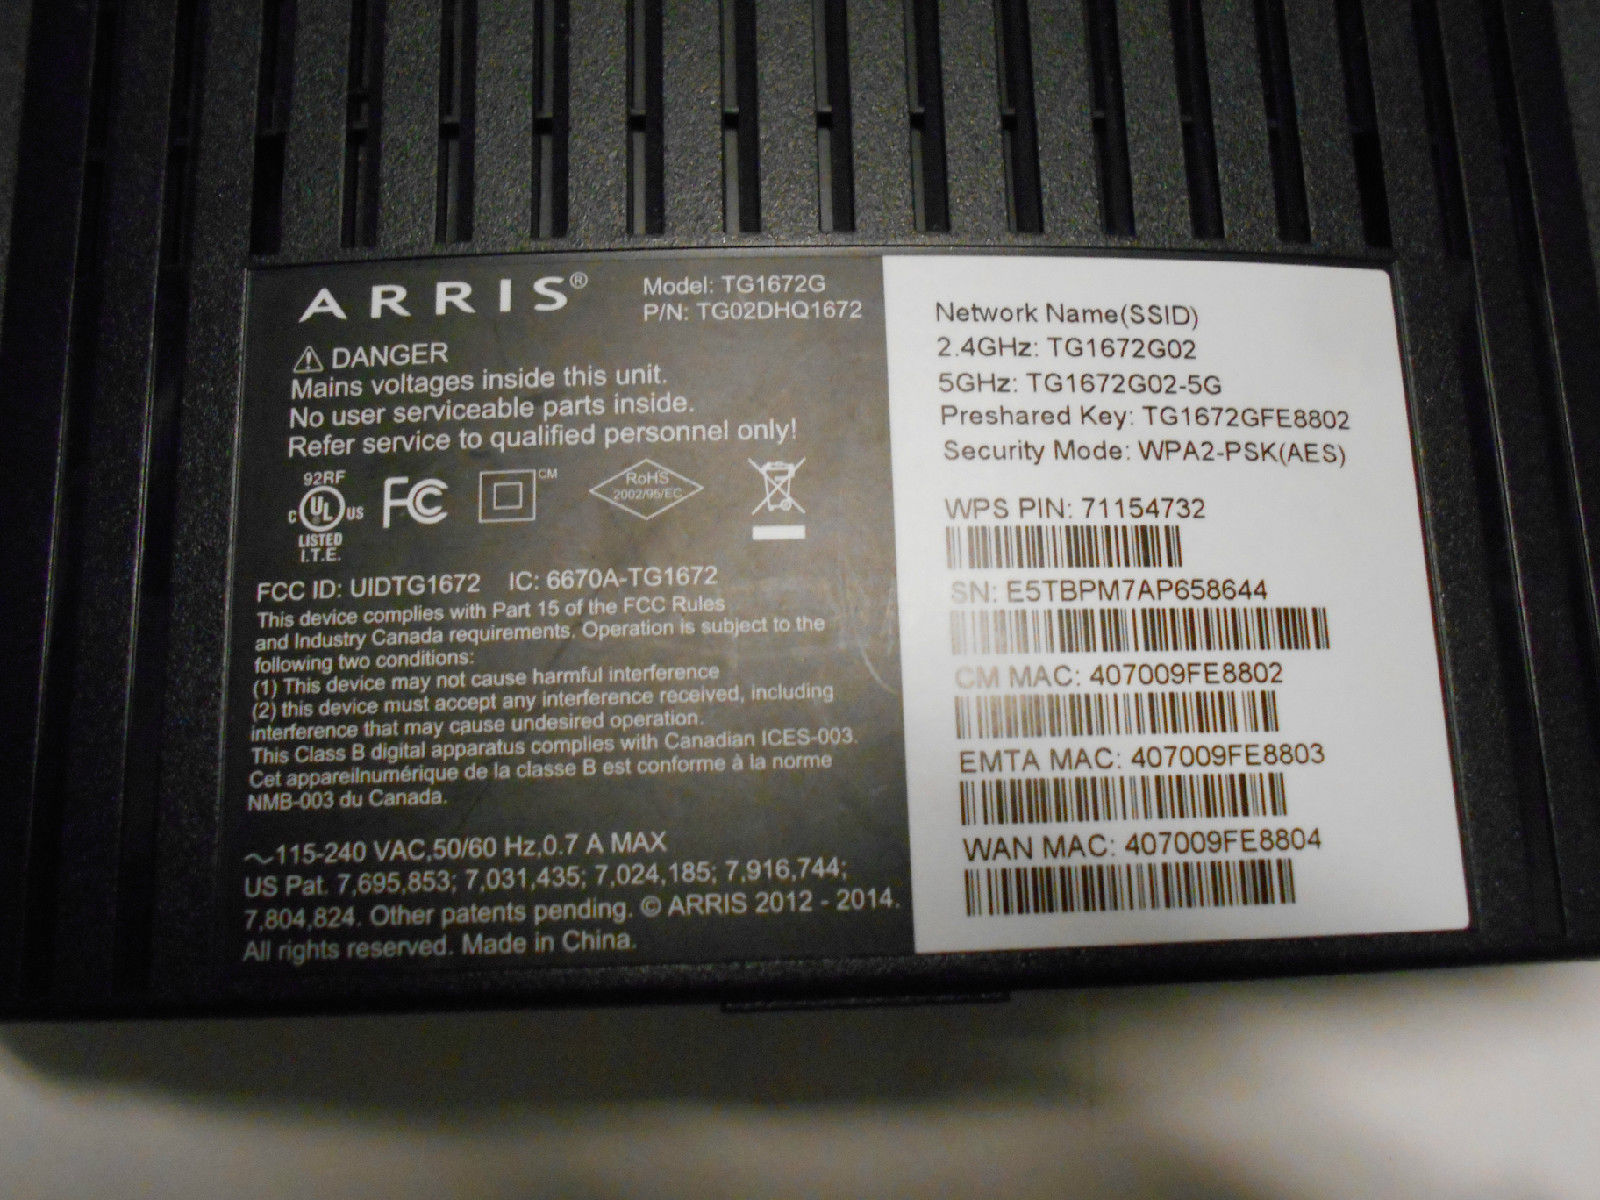 ARRIS®
Model: TG1672G
P/N: TG02DHQ1672
DANGER
Mains voltages inside this unit.
No user serviceable parts inside.
Refer service to qualified personnel only!
92RF
C UL US
LISTED
I.T.E.
FC
CM
RoHS
2002/95/EC
FCC ID: UIDTG1672 IC: 6670A-TG1672
This device complies with Part 15 of the FCC Rules
and Industry Canada requirements. Operation is subject to the
following two conditions:
(1) This device may not cause harmful interference
(2) this device must accept any interference received, including
interference that may cause undesired operation.
This Class B digital apparatus complies with Canadian ICES-003.
Cet appareilnumérique de la classe B est conforme à la norme
NMB-003 du Canada.
~115-240 VAC,50/60 Hz,0.7 A MAX
US Pat. 7,695,853; 7,031,435; 7,024,185; 7,916,744;
7,804,824. Other patents pending. © ARRIS 2012 - 2014.
All rights reserved. Made in China.
Network Name(SSID)
2.4GHz: TG1672G02
5GHz: TG1672G02-5G
Preshared Key: TG1672GFE8802
Security Mode: WPA2-PSK(AES)
WPS PIN: 71154732
SN: E5TBPM7AP658644
CM MAC: 407009FE8802
EMTA MAC: 407009FE8803
WAN MAC: 407009FE8804